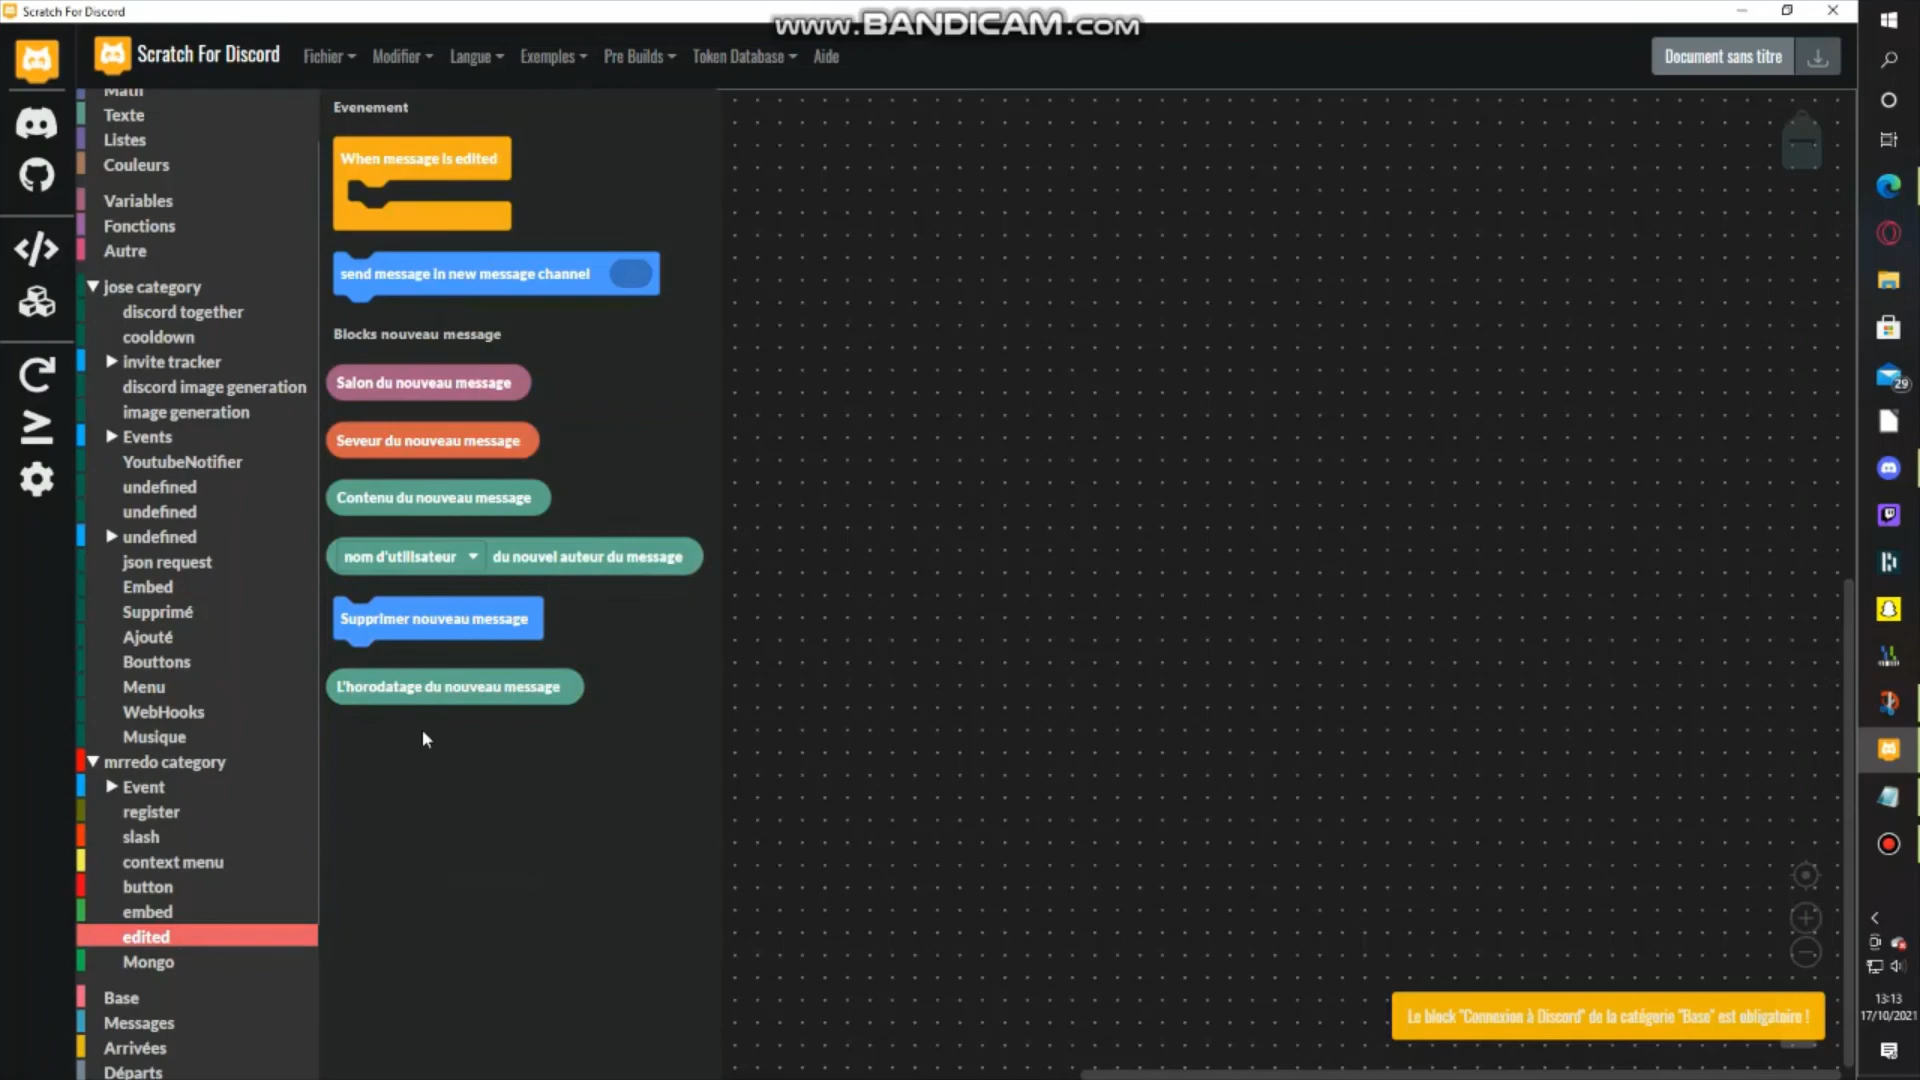 Scratch For Discord
www.BANDICAM.com
Scratch For Discord
Fichier
Modifier
Langue
Exemples
Pre Builds
Token Database
Aide
Document sans titre
Math
Texte
Listes
Couleurs
Variables
Fonctions
Autre
jose category
discord together
cooldown
invite tracker
discord image generation
image generation
Events
YoutubeNotifier
undefined
undefined
undefined
json request
Embed
Supprimé
Ajouté
Bouttons
Menu
WebHooks
Musique
mrredo category
Event
register
slash
context menu
button
embed
edited
Mongo
Base
Messages
Arrivées
Départs
Evenement
When message is edited
send message in new message channel
Blocks nouveau message
Salon du nouveau message
Seveur du nouveau message
Contenu du nouveau message
nom d'utilisateur du nouvel auteur du message
Supprimer nouveau message
L'horodatage du nouveau message
Le block "Connexion à Discord" de la catégorie "Base" est obligatoire !
29
13:13
17/10/2021